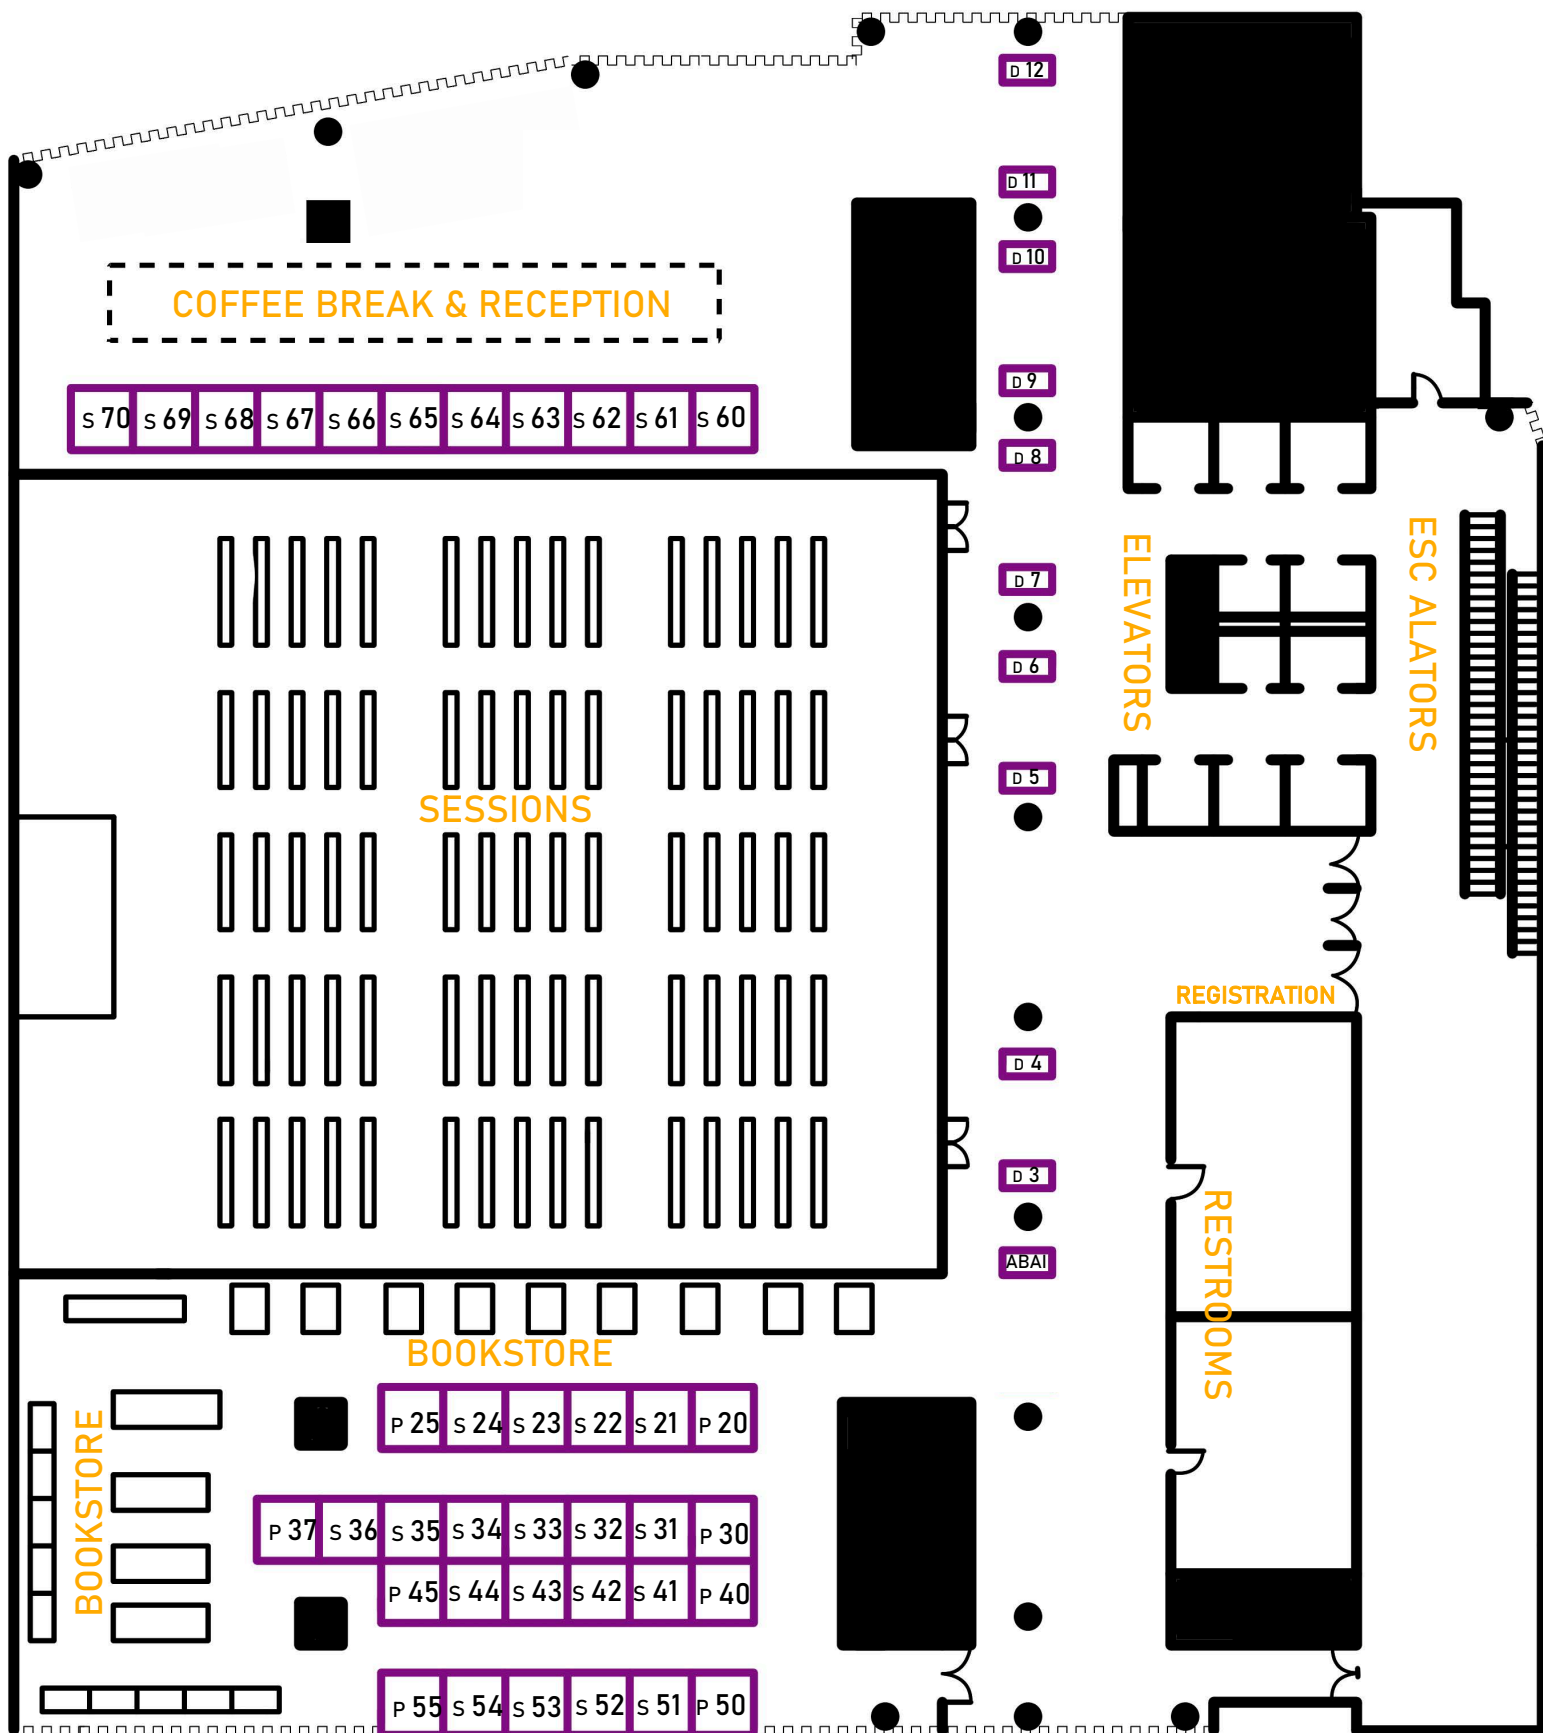 D 12
D 11
D 10
COFFEE BREAK & RECEPTION
D 9
S 70 S 69 S 68 S 67 S 66 S 65 S 64 S 63 S 62 S 61 S 60
D 8
ELEVATORS
ESC ALATORS
D 7
D 6
D 5
SESSIONS
REGISTRATION
D 4
D 3
RESTROOMS
ABAI
BOOKSTORE
BOOKSTORE
P 25 S 24 S 23 S 22 S 21 P 20
P 37 S 36 S 35 S 34 S 33 S 32 S 31 P 30
P 45 S 44 S 43 S 42 S 41 P 40
P 55 S 54 S 53 S 52 S 51 P 50